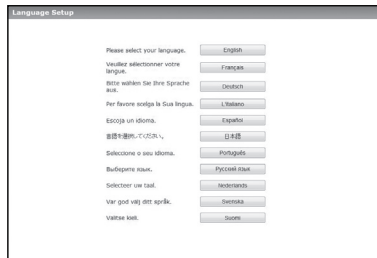 Language Setup
Please select your language.
English
Veuillez sélectionner votre
langue.
Français
Bitte wählen Sie Ihre Sprache
aus.
Deutsch
Per favore scelga la Sua lingua.
L'Italiano
Escoja un idioma.
Español
言語を選択してください。
日本語
Seleccione o seu idioma.
Português
Выберите язык.
Русский язык
Selecteer uw taal.
Nederlands
Var god välj ditt språk.
Svenska
Valitse kieli.
Suomi